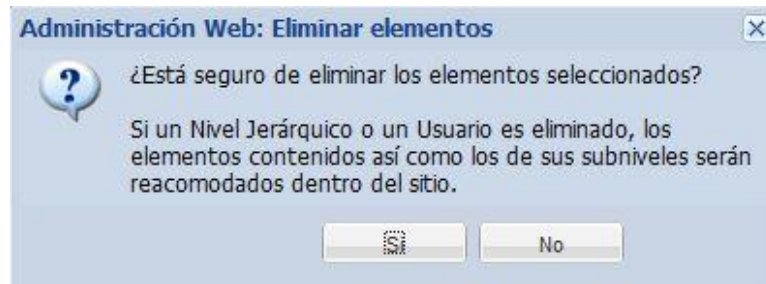 Administración Web: Eliminar elementos
¿Está seguro de eliminar los elementos seleccionados?
Si un Nivel Jerárquico o un Usuario es eliminado, los
elementos contenidos así como los de sus subniveles serán
reacomodados dentro del sitio.
Sí No